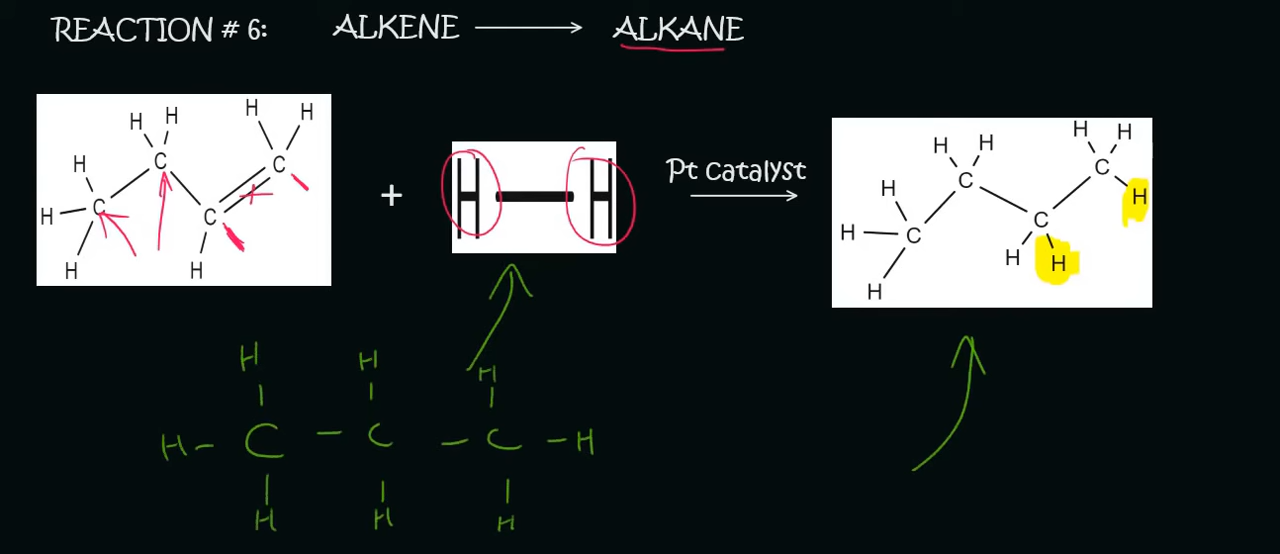 REACTION # 6: ALKENE ⟶ ALKANE
H H H H
H C C
H C C
H H
+ H — H Pt Catalyst ⟶
H H H H
H C C H
H C C
H H H
H H H
H - C - C - C - H
H H H